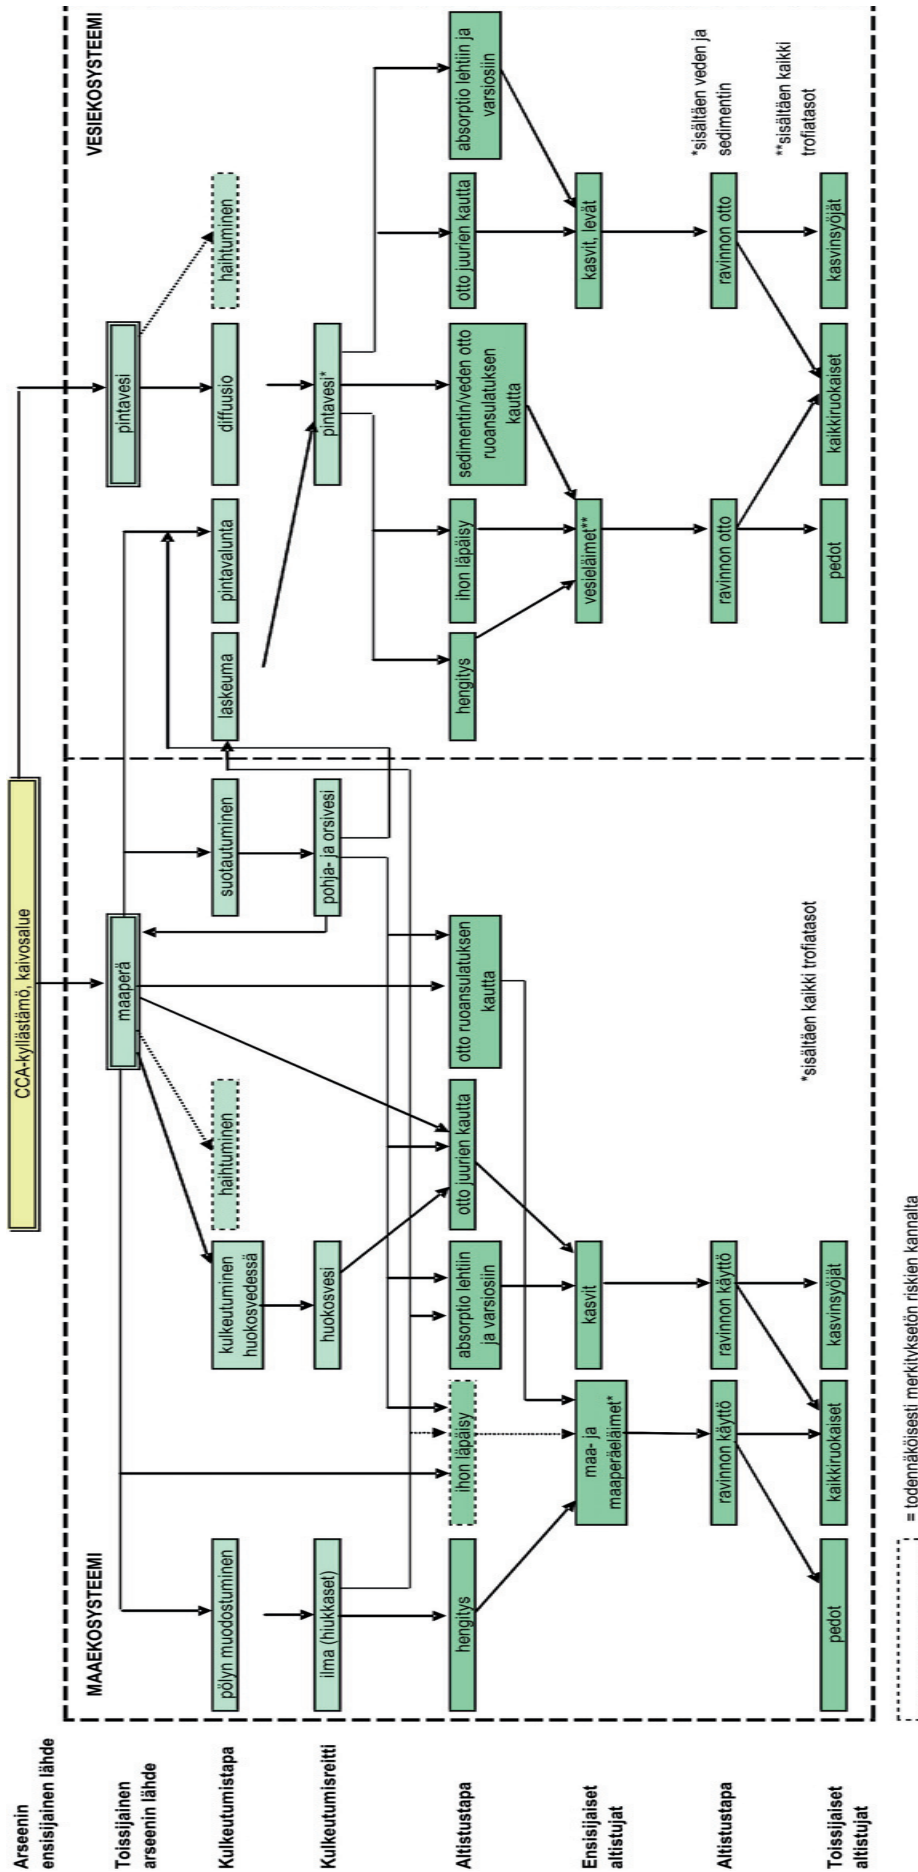 Arseenin
ensisijainen lähde
CCA-kyllästämö, kaivosalue
MAAEKOSYSTEEMI
VESIEKOSYSTEEMI
Toissijainen
arseenin lähde
maaperä
pintavesi
Kulkeutumistapa
pölyn muodostuminen
kulkeutuminen
huokosvedessä
haihtuminen
suotautuminen
laskeuma
pintavalunta
diffuusio
haihtuminen
Kulkeutumisreitti
ilma (hiukkaset)
huokosvesi
pohja- ja orsivesi
pintavesi*
Altistustapa
hengitys
ihon läpäisy
absorptio lehtiin
ja varsiosiin
otto juurien kautta
otto ruoansulatuksen
kautta
hengitys
ihon läpäisy
sedimentin/veden otto
ruoansulatuksen
kautta
otto juurien kautta
absorptio lehtiin ja
varsiosiin
Ensisijaiset
altistujat
maa- ja
maaperäeläimet*
kasvit
vesieläimet**
kasvit, levät
Altistustapa
ravinnon käyttö
ravinnon käyttö
ravinnon otto
ravinnon otto
*sisältäen veden ja
sedimentin
Toissijaiset
altistujat
pedot
kaikkiruokaiset
kasvinsyöjät
*sisältäen kaikki trofiatasot
pedot
kaikkiruokaiset
kasvinsyöjät
**sisältäen kaikki
trofiatasot
= todennäköisesti merkityksetön riskien kannalta